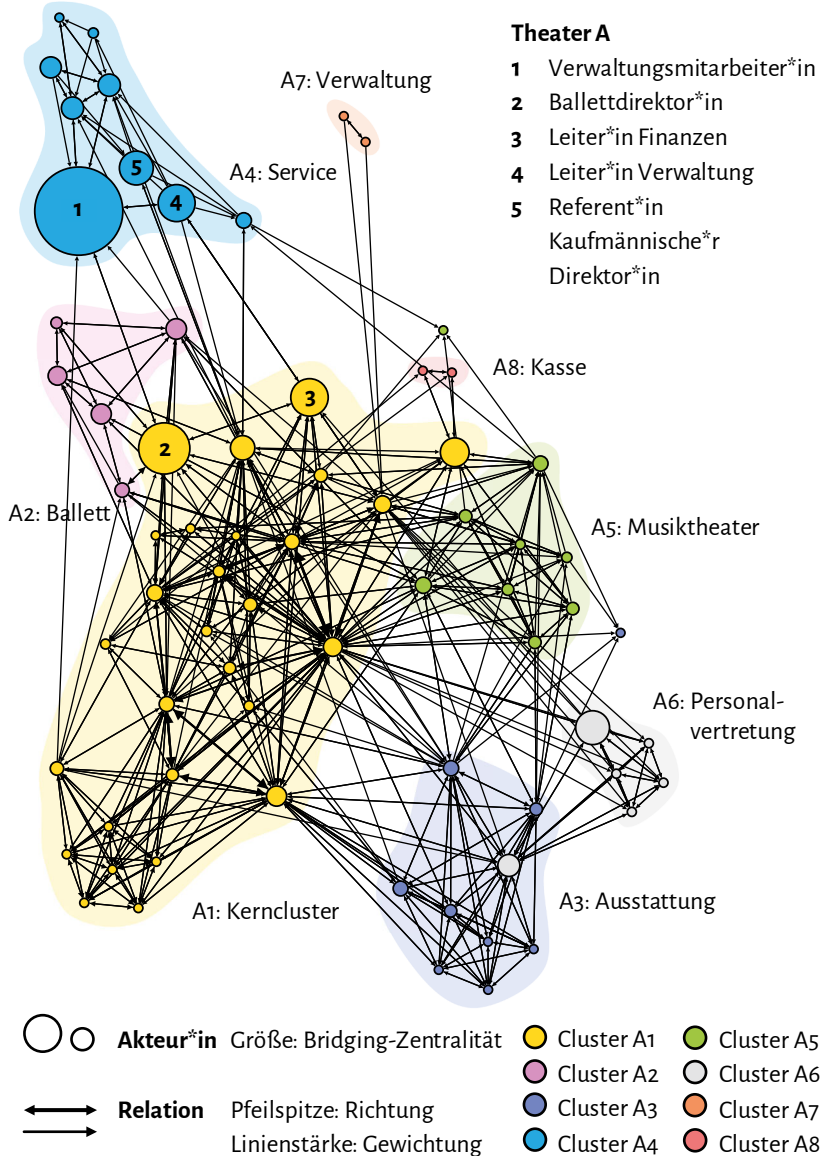 Theater A
1 Verwaltungsmitarbeiter*in
2 Ballettdirektor*in
3 Leiter*in Finanzen
4 Leiter*in Verwaltung
5 Referent*in
Kaufmännische*r
Direktor*in
A7: Verwaltung
A4: Service
5
1
4
A8: Kasse
3
2
A2: Ballett
A5: Musiktheater
A6: Personal-
vertretung
A1: Kerncluster
A3: Ausstattung
Akteur*in Größe: Bridging-Zentralität
Relation Pfeilspitze: Richtung
Linienstärke: Gewichtung
Cluster A1
Cluster A2
Cluster A3
Cluster A4
Cluster A5
Cluster A6
Cluster A7
Cluster A8